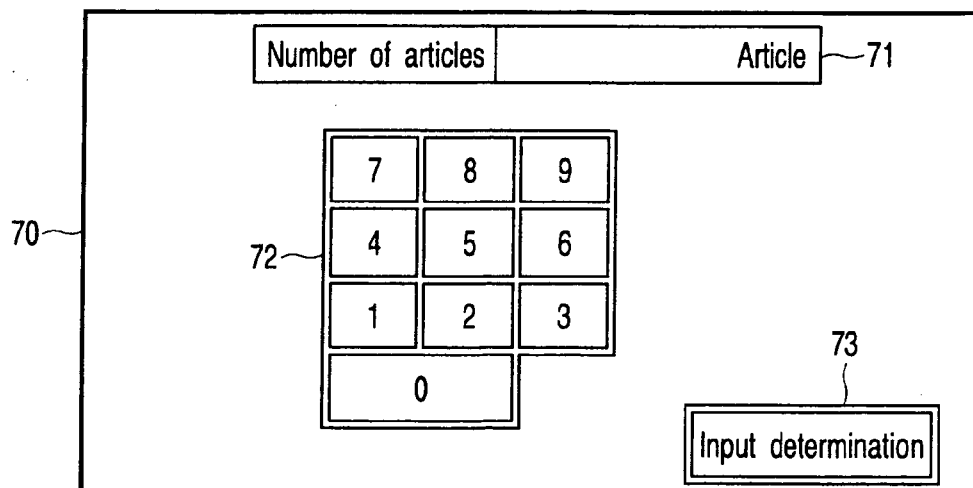 Number of articles Article 71
7 8 9
70 72 4 5 6
1 2 3
73
0
Input determination